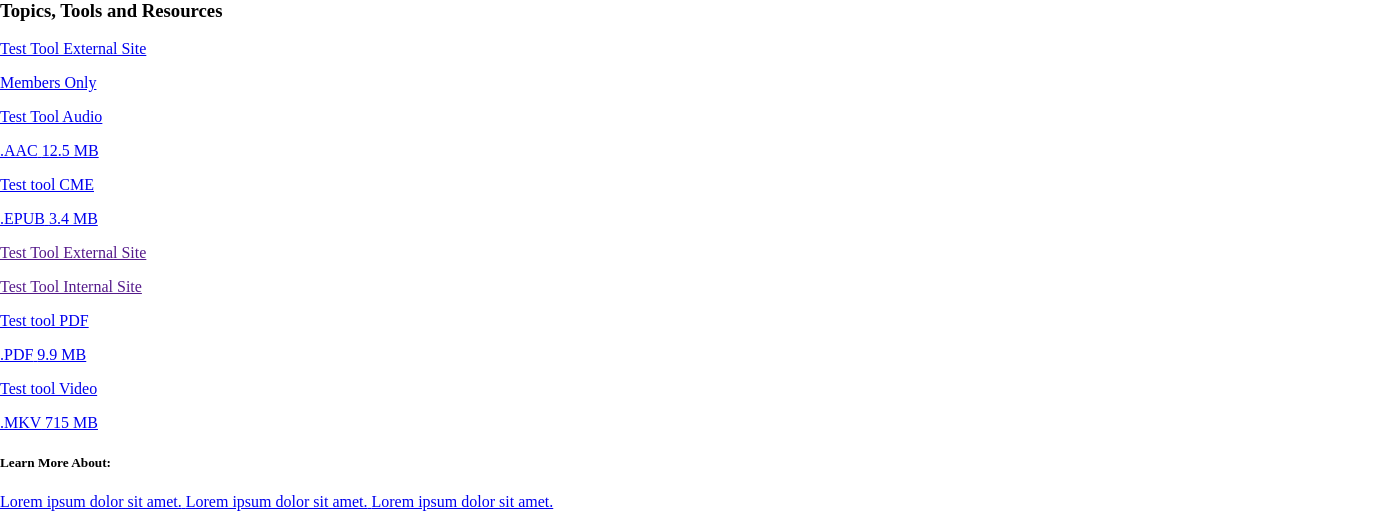 Topics, Tools and Resources
Test Tool External Site
Members Only
Test Tool Audio
.AAC 12.5 MB
Test tool CME
.EPUB 3.4 MB
Test Tool External Site
Test Tool Internal Site
Test tool PDF
.PDF 9.9 MB
Test tool Video
.MKV 715 MB
Learn More About:
Lorem ipsum dolor sit amet. Lorem ipsum dolor sit amet. Lorem ipsum dolor sit amet.